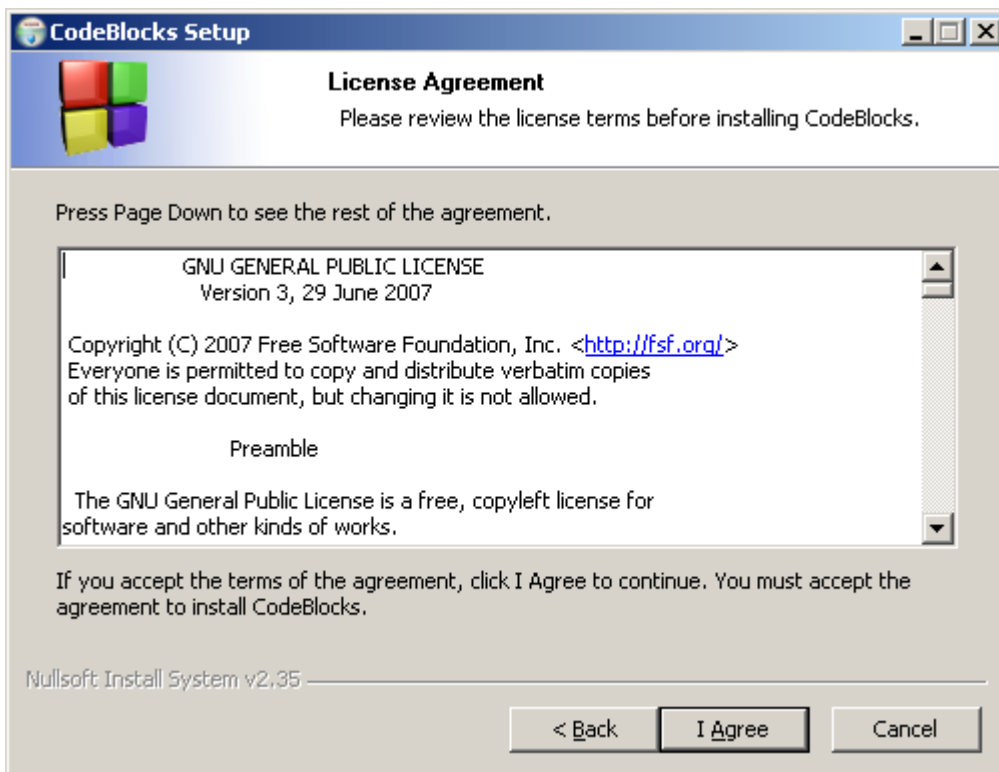 CodeBlocks Setup
License Agreement
Please review the license terms before installing CodeBlocks.
Press Page Down to see the rest of the agreement.
GNU GENERAL PUBLIC LICENSE
Version 3, 29 June 2007
Copyright (C) 2007 Free Software Foundation, Inc. <http://fsf.org/>
Everyone is permitted to copy and distribute verbatim copies
of this license document, but changing it is not allowed.
Preamble
The GNU General Public License is a free, copyleft license for
software and other kinds of works.
If you accept the terms of the agreement, click I Agree to continue. You must accept the
agreement to install CodeBlocks.
Nullsoft Install System v2.35
< Back
I Agree
Cancel